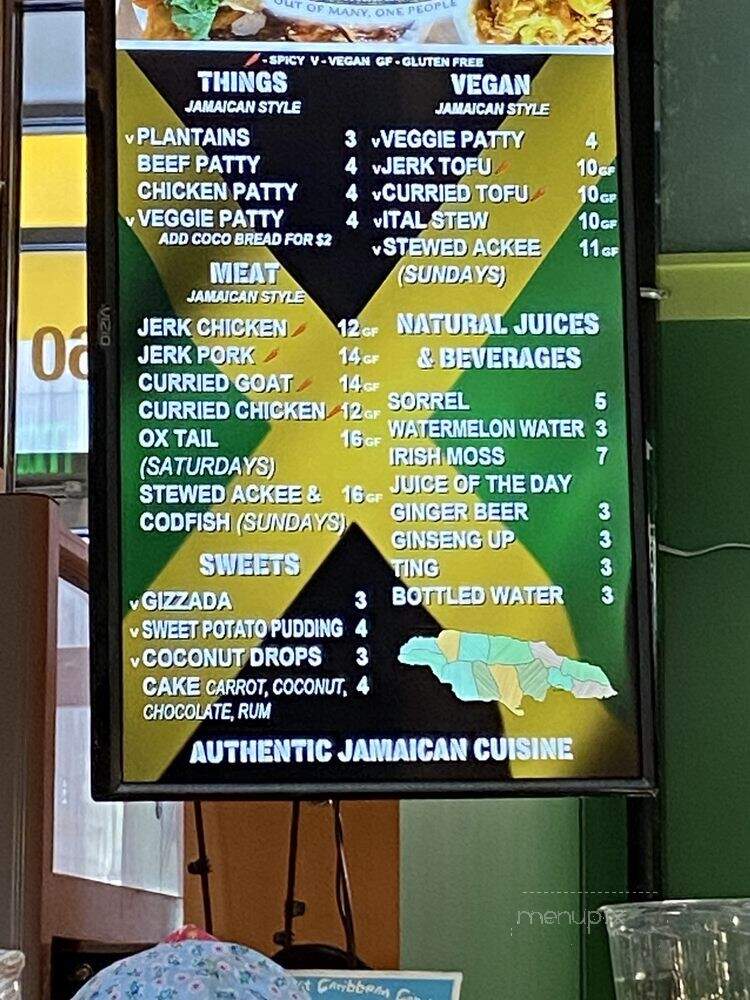 OUT OF MANY, ONE PEOPLE
- SPICY V - VEGAN GF - GLUTEN FREE
THINGS
JAMAICAN STYLE
V PLANTAINS 3
BEEF PATTY 4
CHICKEN PATTY 4
V VEGGIE PATTY 4
ADD COCO BREAD FOR $2
MEAT
JAMAICAN STYLE
JERK CHICKEN 12 GF
JERK PORK 14 GF
CURRIED GOAT 14 GF
CURRIED CHICKEN 12 GF
OX TAIL 16 GF
(SATURDAYS)
STEWED ACKEE & 16 GF
CODFISH (SUNDAYS)
SWEETS
V GIZZADA 3
V SWEET POTATO PUDDING 4
V COCONUT DROPS 3
CAKE CARROT, COCONUT, 4
CHOCOLATE, RUM
VEGAN
JAMAICAN STYLE
V VEGGIE PATTY 4
V JERK TOFU 10 GF
V CURRIED TOFU 10 GF
V ITAL STEW 10 GF
V STEWED ACKEE 11 GF
(SUNDAYS)
NATURAL JUICES
& BEVERAGES
SORREL 5
WATERMELON WATER 3
IRISH MOSS 7
JUICE OF THE DAY
GINGER BEER 3
GINSENG UP 3
TING 3
BOTTLED WATER 3
AUTHENTIC JAMAICAN CUISINE
VIZIO
menupix
Caribbean